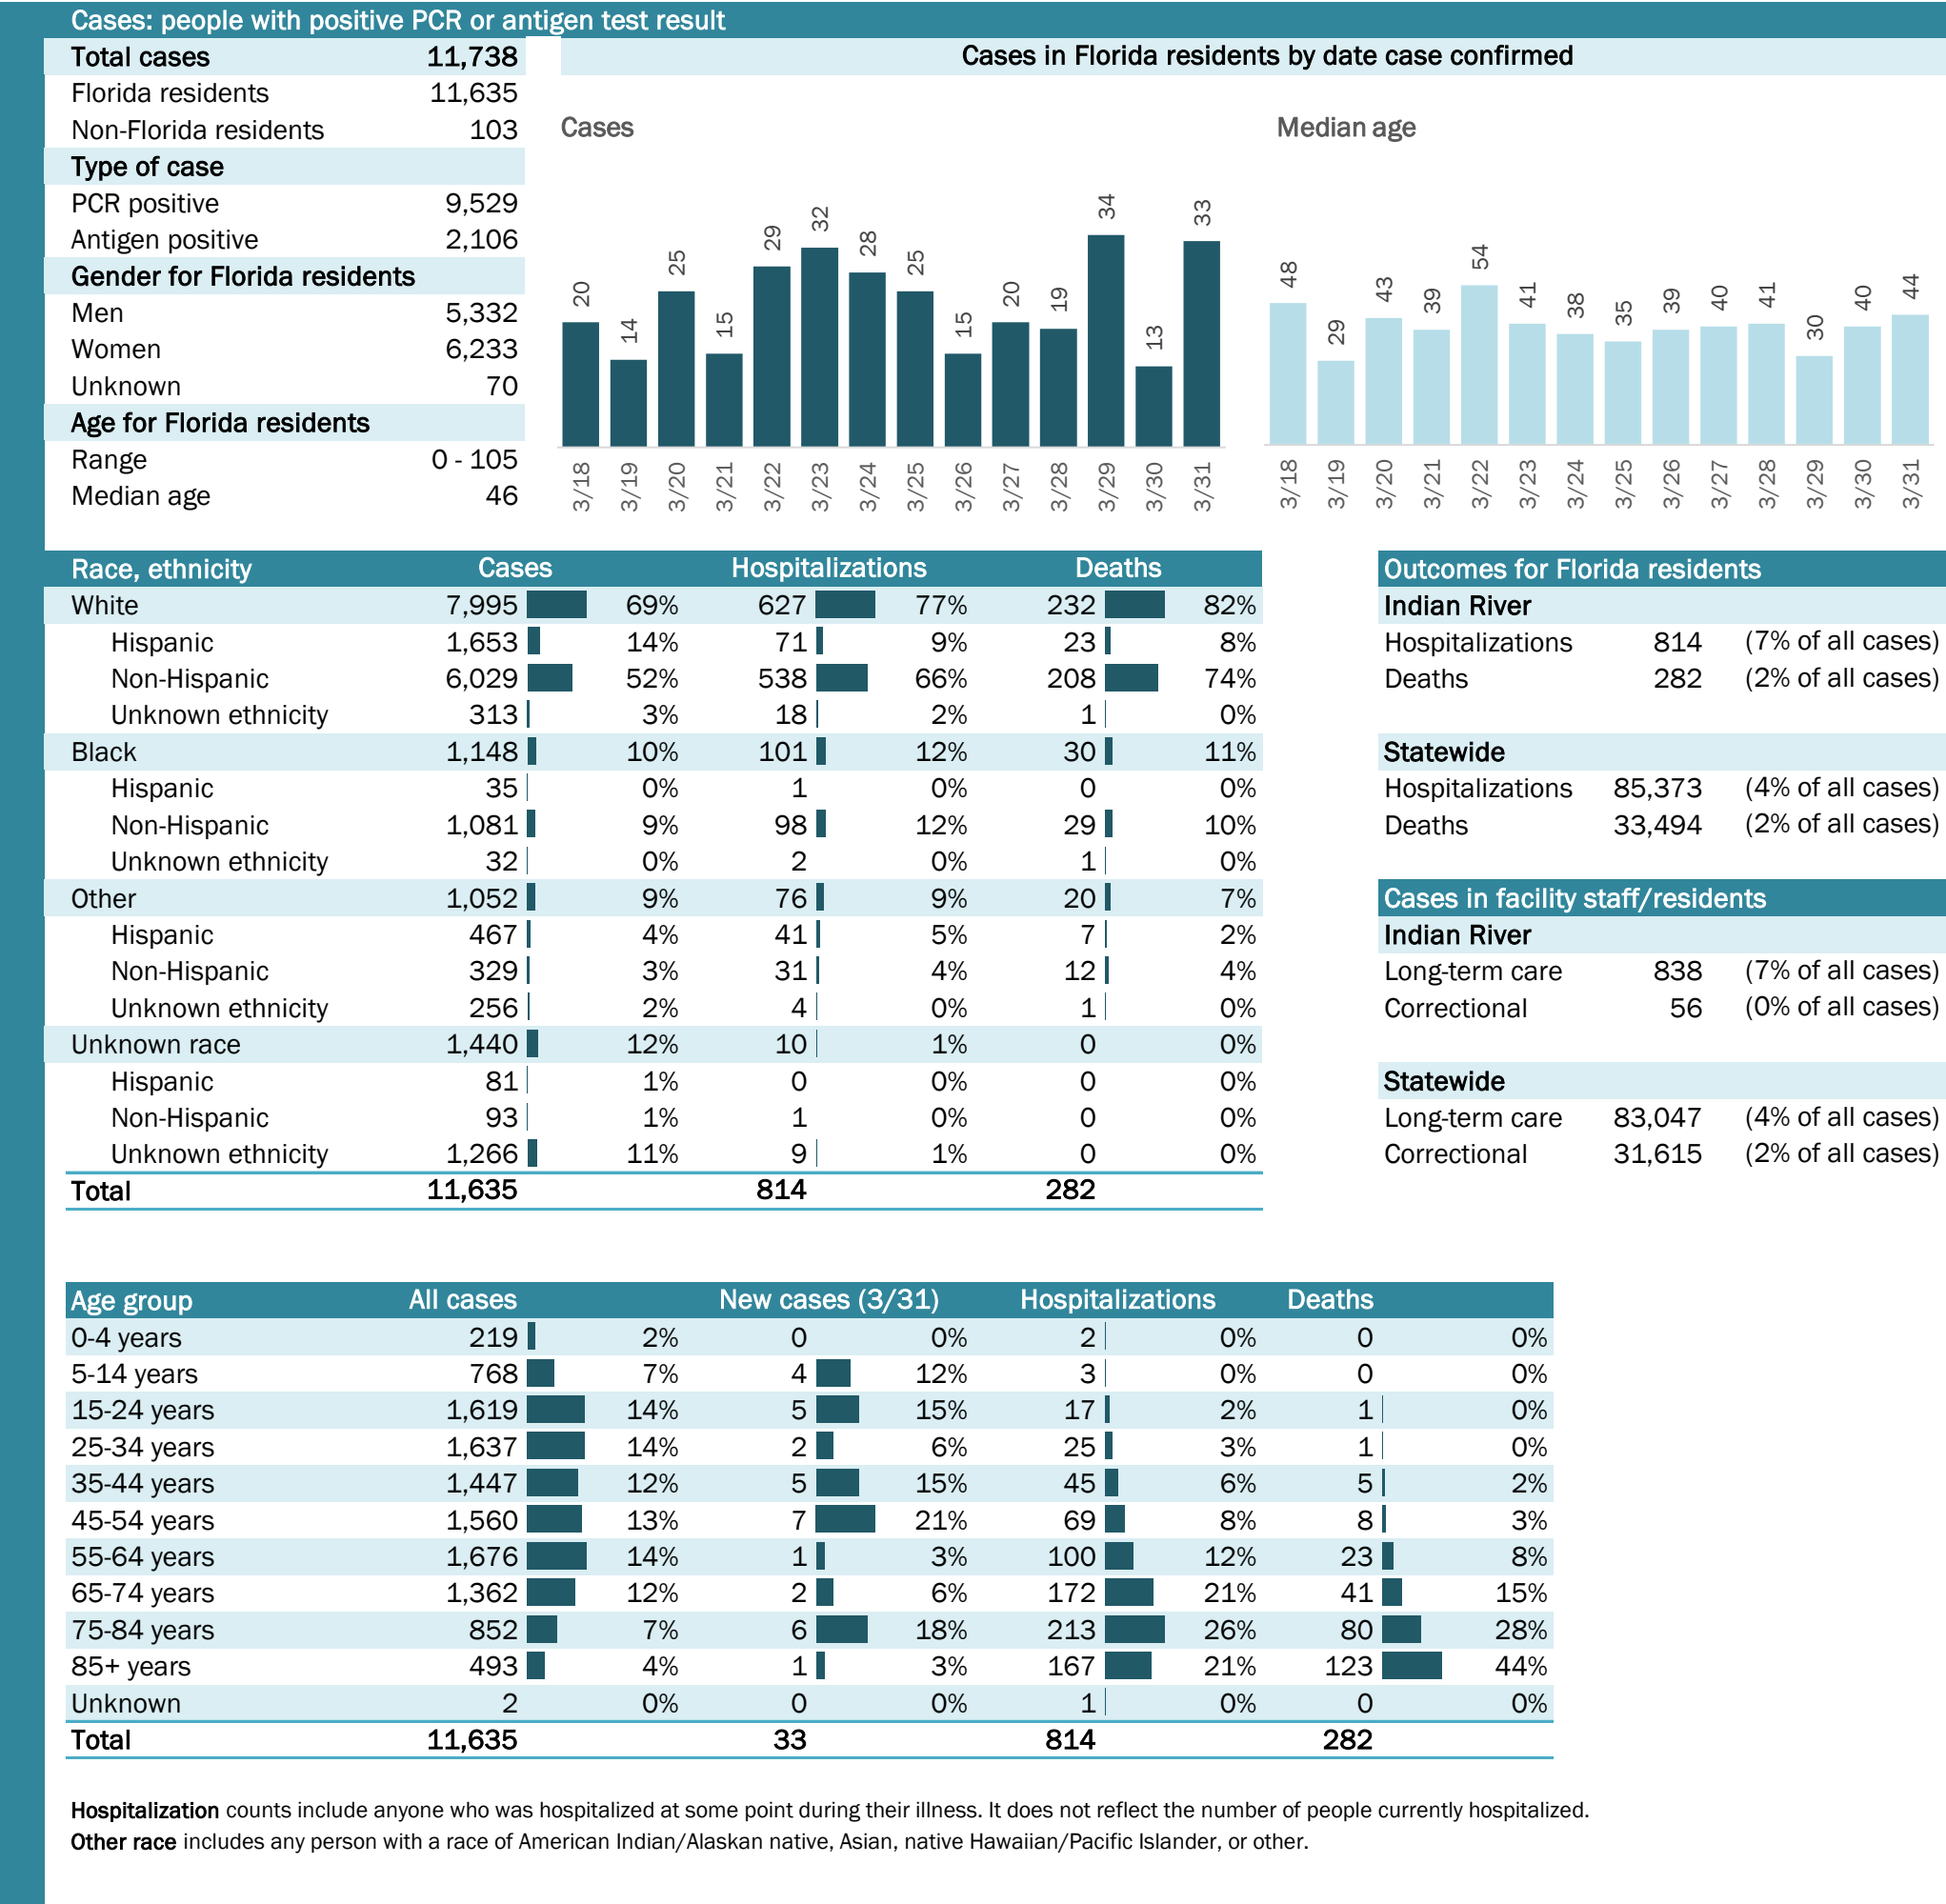 Cases: people with positive PCR or antigen test result
Total cases 11,738
Florida residents 11,635
Non-Florida residents 103
Type of case
PCR positive 9,529
Antigen positive 2,106
Gender for Florida residents
Men 5,332
Women 6,233
Unknown 70
Age for Florida residents
Range 0 - 105
Median age 46
Cases in Florida residents by date case confirmed
Cases
20 14 25 15 29 32 28 25 15 20 19 34 13 33
3/18 3/19 3/20 3/21 3/22 3/23 3/24 3/25 3/26 3/27 3/28 3/29 3/30 3/31
Median age
48 29 43 39 54 41 38 35 39 40 41 30 40 44
3/18 3/19 3/20 3/21 3/22 3/23 3/24 3/25 3/26 3/27 3/28 3/29 3/30 3/31
Race, ethnicity Cases Hospitalizations Deaths
White 7,995 69% 627 77% 232 82%
Hispanic 1,653 14% 71 9% 23 8%
Non-Hispanic 6,029 52% 538 66% 208 74%
Unknown ethnicity 313 3% 18 2% 1 0%
Black 1,148 10% 101 12% 30 11%
Hispanic 35 0% 1 0% 0 0%
Non-Hispanic 1,081 9% 98 12% 29 10%
Unknown ethnicity 32 0% 2 0% 1 0%
Other 1,052 9% 76 9% 20 7%
Hispanic 467 4% 41 5% 7 2%
Non-Hispanic 329 3% 31 4% 12 4%
Unknown ethnicity 256 2% 4 0% 1 0%
Unknown race 1,440 12% 10 1% 0 0%
Hispanic 81 1% 0 0% 0 0%
Non-Hispanic 93 1% 1 0% 0 0%
Unknown ethnicity 1,266 11% 9 1% 0 0%
Total 11,635 814 282
Outcomes for Florida residents
Indian River
Hospitalizations 814 (7% of all cases)
Deaths 282 (2% of all cases)
Statewide
Hospitalizations 85,373 (4% of all cases)
Deaths 33,494 (2% of all cases)
Cases in facility staff/residents
Indian River
Long-term care 838 (7% of all cases)
Correctional 56 (0% of all cases)
Statewide
Long-term care 83,047 (4% of all cases)
Correctional 31,615 (2% of all cases)
Age group All cases New cases (3/31) Hospitalizations Deaths
0-4 years 219 2% 0 0% 2 0% 0 0%
5-14 years 768 7% 4 12% 3 0% 0 0%
15-24 years 1,619 14% 5 15% 17 2% 1 0%
25-34 years 1,637 14% 2 6% 25 3% 1 0%
35-44 years 1,447 12% 5 15% 45 6% 5 2%
45-54 years 1,560 13% 7 21% 69 8% 8 3%
55-64 years 1,676 14% 1 3% 100 12% 23 8%
65-74 years 1,362 12% 2 6% 172 21% 41 15%
75-84 years 852 7% 6 18% 213 26% 80 28%
85+ years 493 4% 1 3% 167 21% 123 44%
Unknown 2 0% 0 0% 1 0% 0 0%
Total 11,635 33 814 282
Hospitalization counts include anyone who was hospitalized at some point during their illness. It does not reflect the number of people currently hospitalized.
Other race includes any person with a race of American Indian/Alaskan native, Asian, native Hawaiian/Pacific Islander, or other.